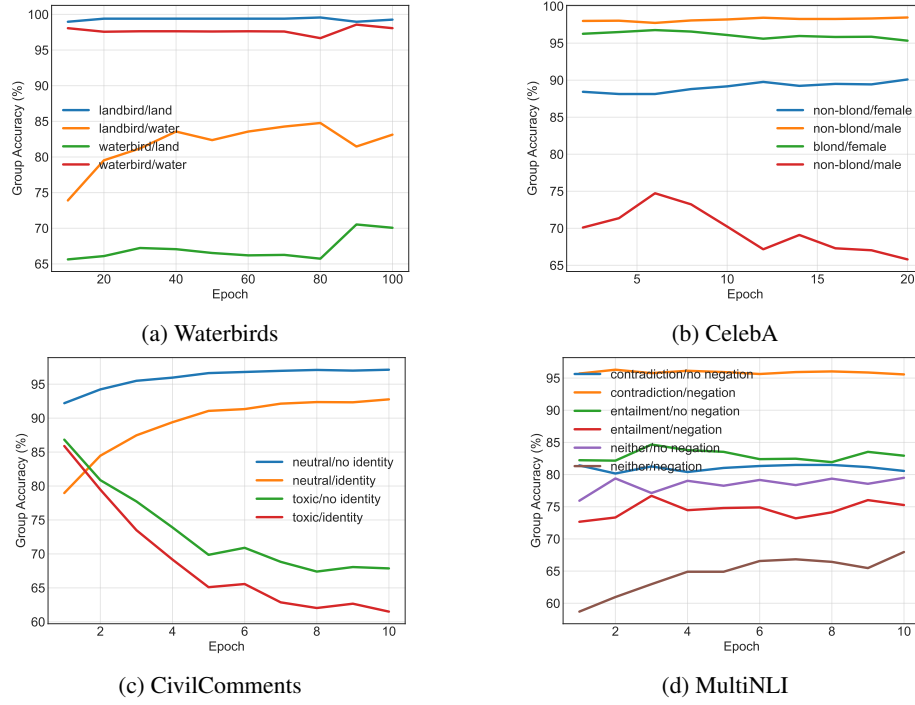 100
95
90
85
80
75
70
65
Group Accuracy (%)
landbird/land
landbird/water
waterbird/land
waterbird/water
20
40
60
80
100
Epoch
(a) Waterbirds
100
95
90
85
80
75
70
65
Group Accuracy (%)
non-blond/female
non-blond/male
blond/female
non-blond/male
5
10
15
20
Epoch
(b) CelebA
95
90
85
80
75
70
65
60
Group Accuracy (%)
neutral/no identity
neutral/identity
toxic/no identity
toxic/identity
2
4
6
8
10
Epoch
(c) CivilComments
95
90
85
80
75
70
65
60
Group Accuracy (%)
contradiction/no negation
contradiction/negation
entailment/no negation
entailment/negation
neither/no negation
neither/negation
2
4
6
8
10
Epoch
(d) MultiNLI